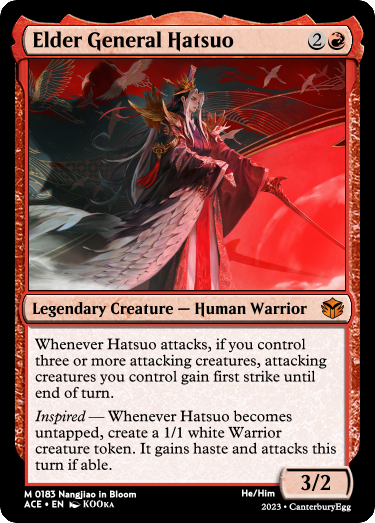 Elder General Hatsuo 2
Legendary Creature — Human Warrior
Whenever Hatsuo attacks, if you control
three or more attacking creatures, attacking
creatures you control gain first strike until
end of turn.
Inspired — Whenever Hatsuo becomes
untapped, create a 1/1 white Warrior
creature token. It gains haste and attacks this
turn if able.
3/2
M 0183 Nangjiao in Bloom He/Him
ACE • EN KOOka 2023 • CanterburyEgg